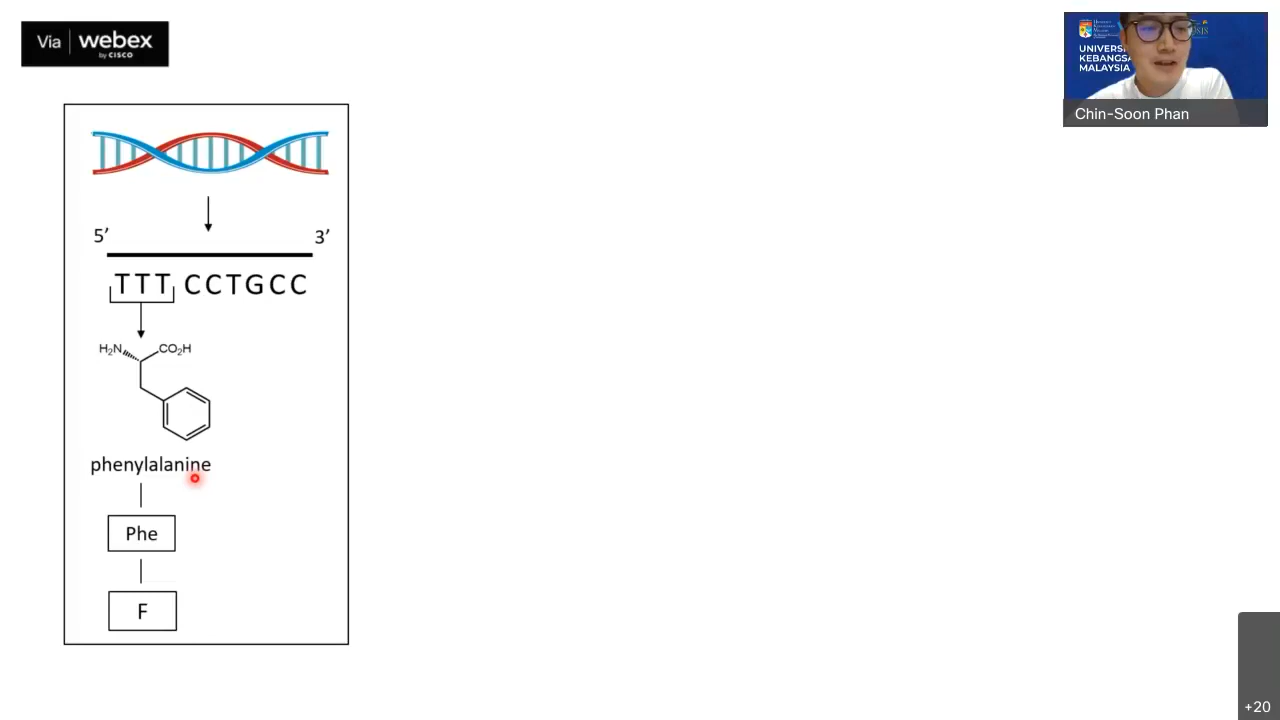 Via webex
by CISCO
UNIVERSI
KEBANGSA
MALAYSIA
Chin-Soon Phan
5′ 3′
TTT CCTGCC
H₂N CO₂H
phenylalanine
Phe
F
+20